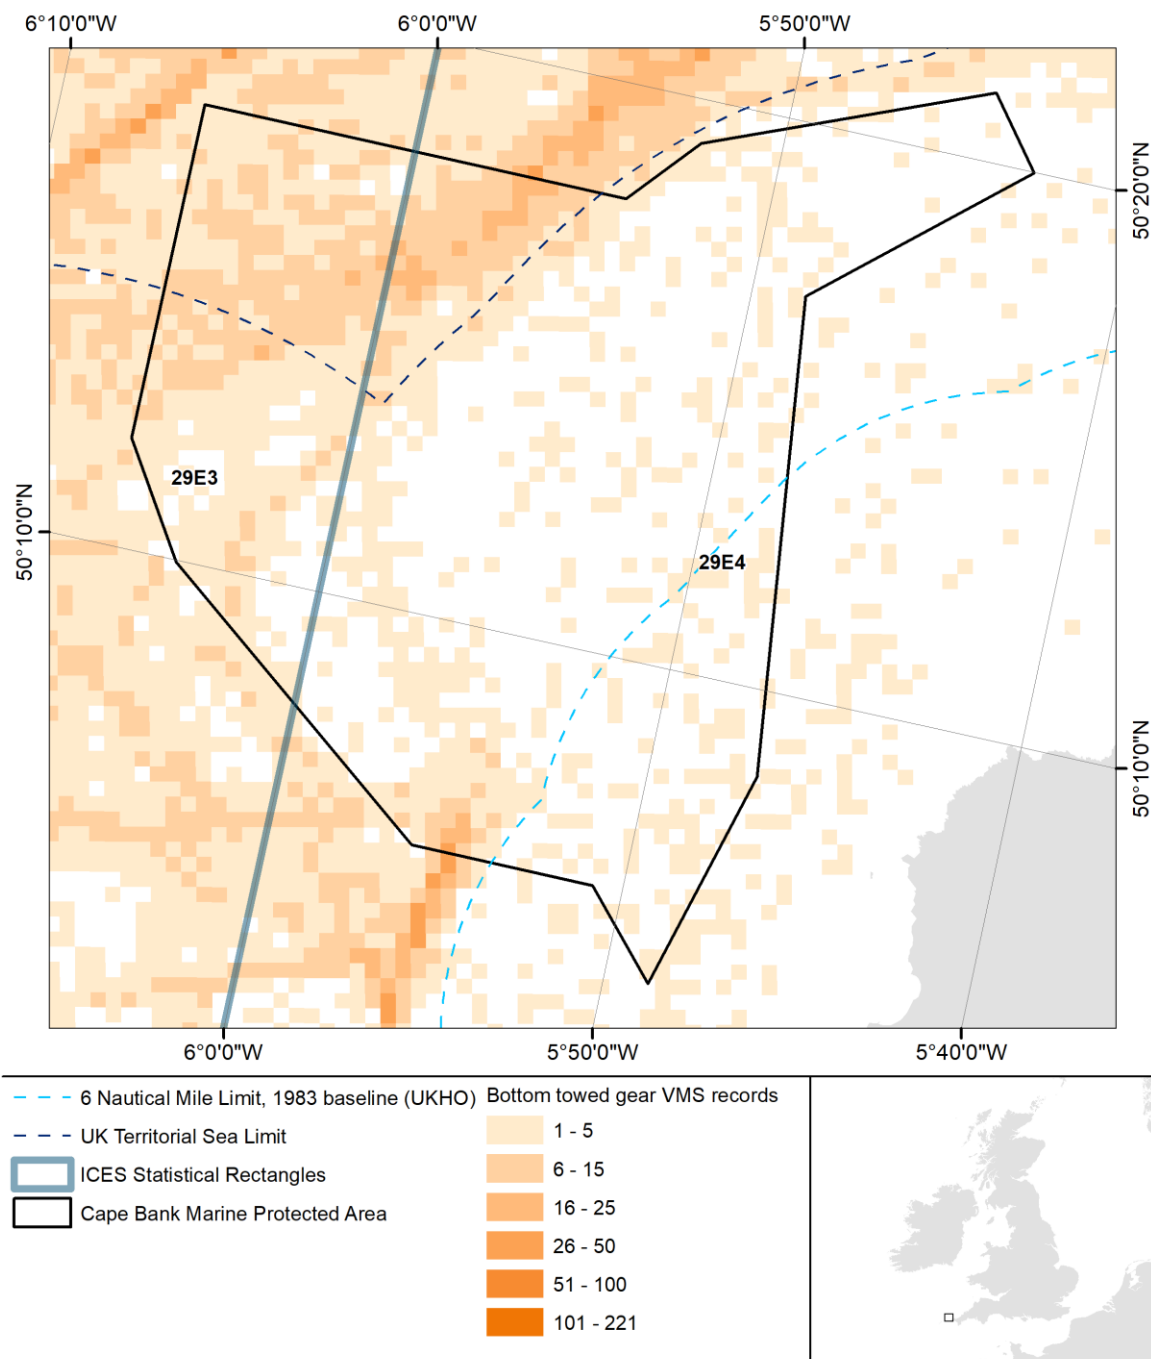 6°10'0"W 6°0'0"W 5°50'0"W
50°20'0"N
29E3
50°10'0"N
29E4
50°10'0"N
6°0'0"W 5°50'0"W 5°40'0"W
6 Nautical Mile Limit, 1983 baseline (UKHO)
UK Territorial Sea Limit
ICES Statistical Rectangles
Cape Bank Marine Protected Area
Bottom towed gear VMS records
1 - 5
6 - 15
16 - 25
26 - 50
51 - 100
101 - 221